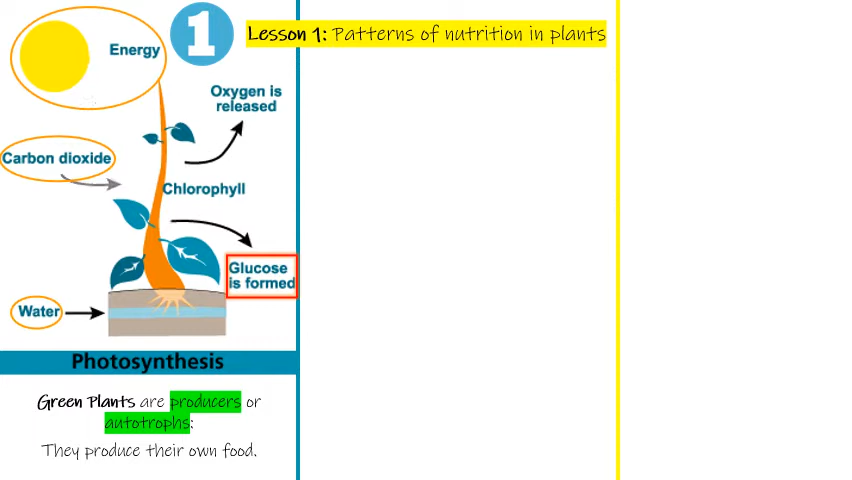 1
Lesson 1: Patterns of nutrition in plants
Energy
Oxygen is
released
Carbon dioxide
Chlorophyll
Glucose
is formed
Water
Photosynthesis
Green Plants are producers or
autotrophs:
They produce their own food.